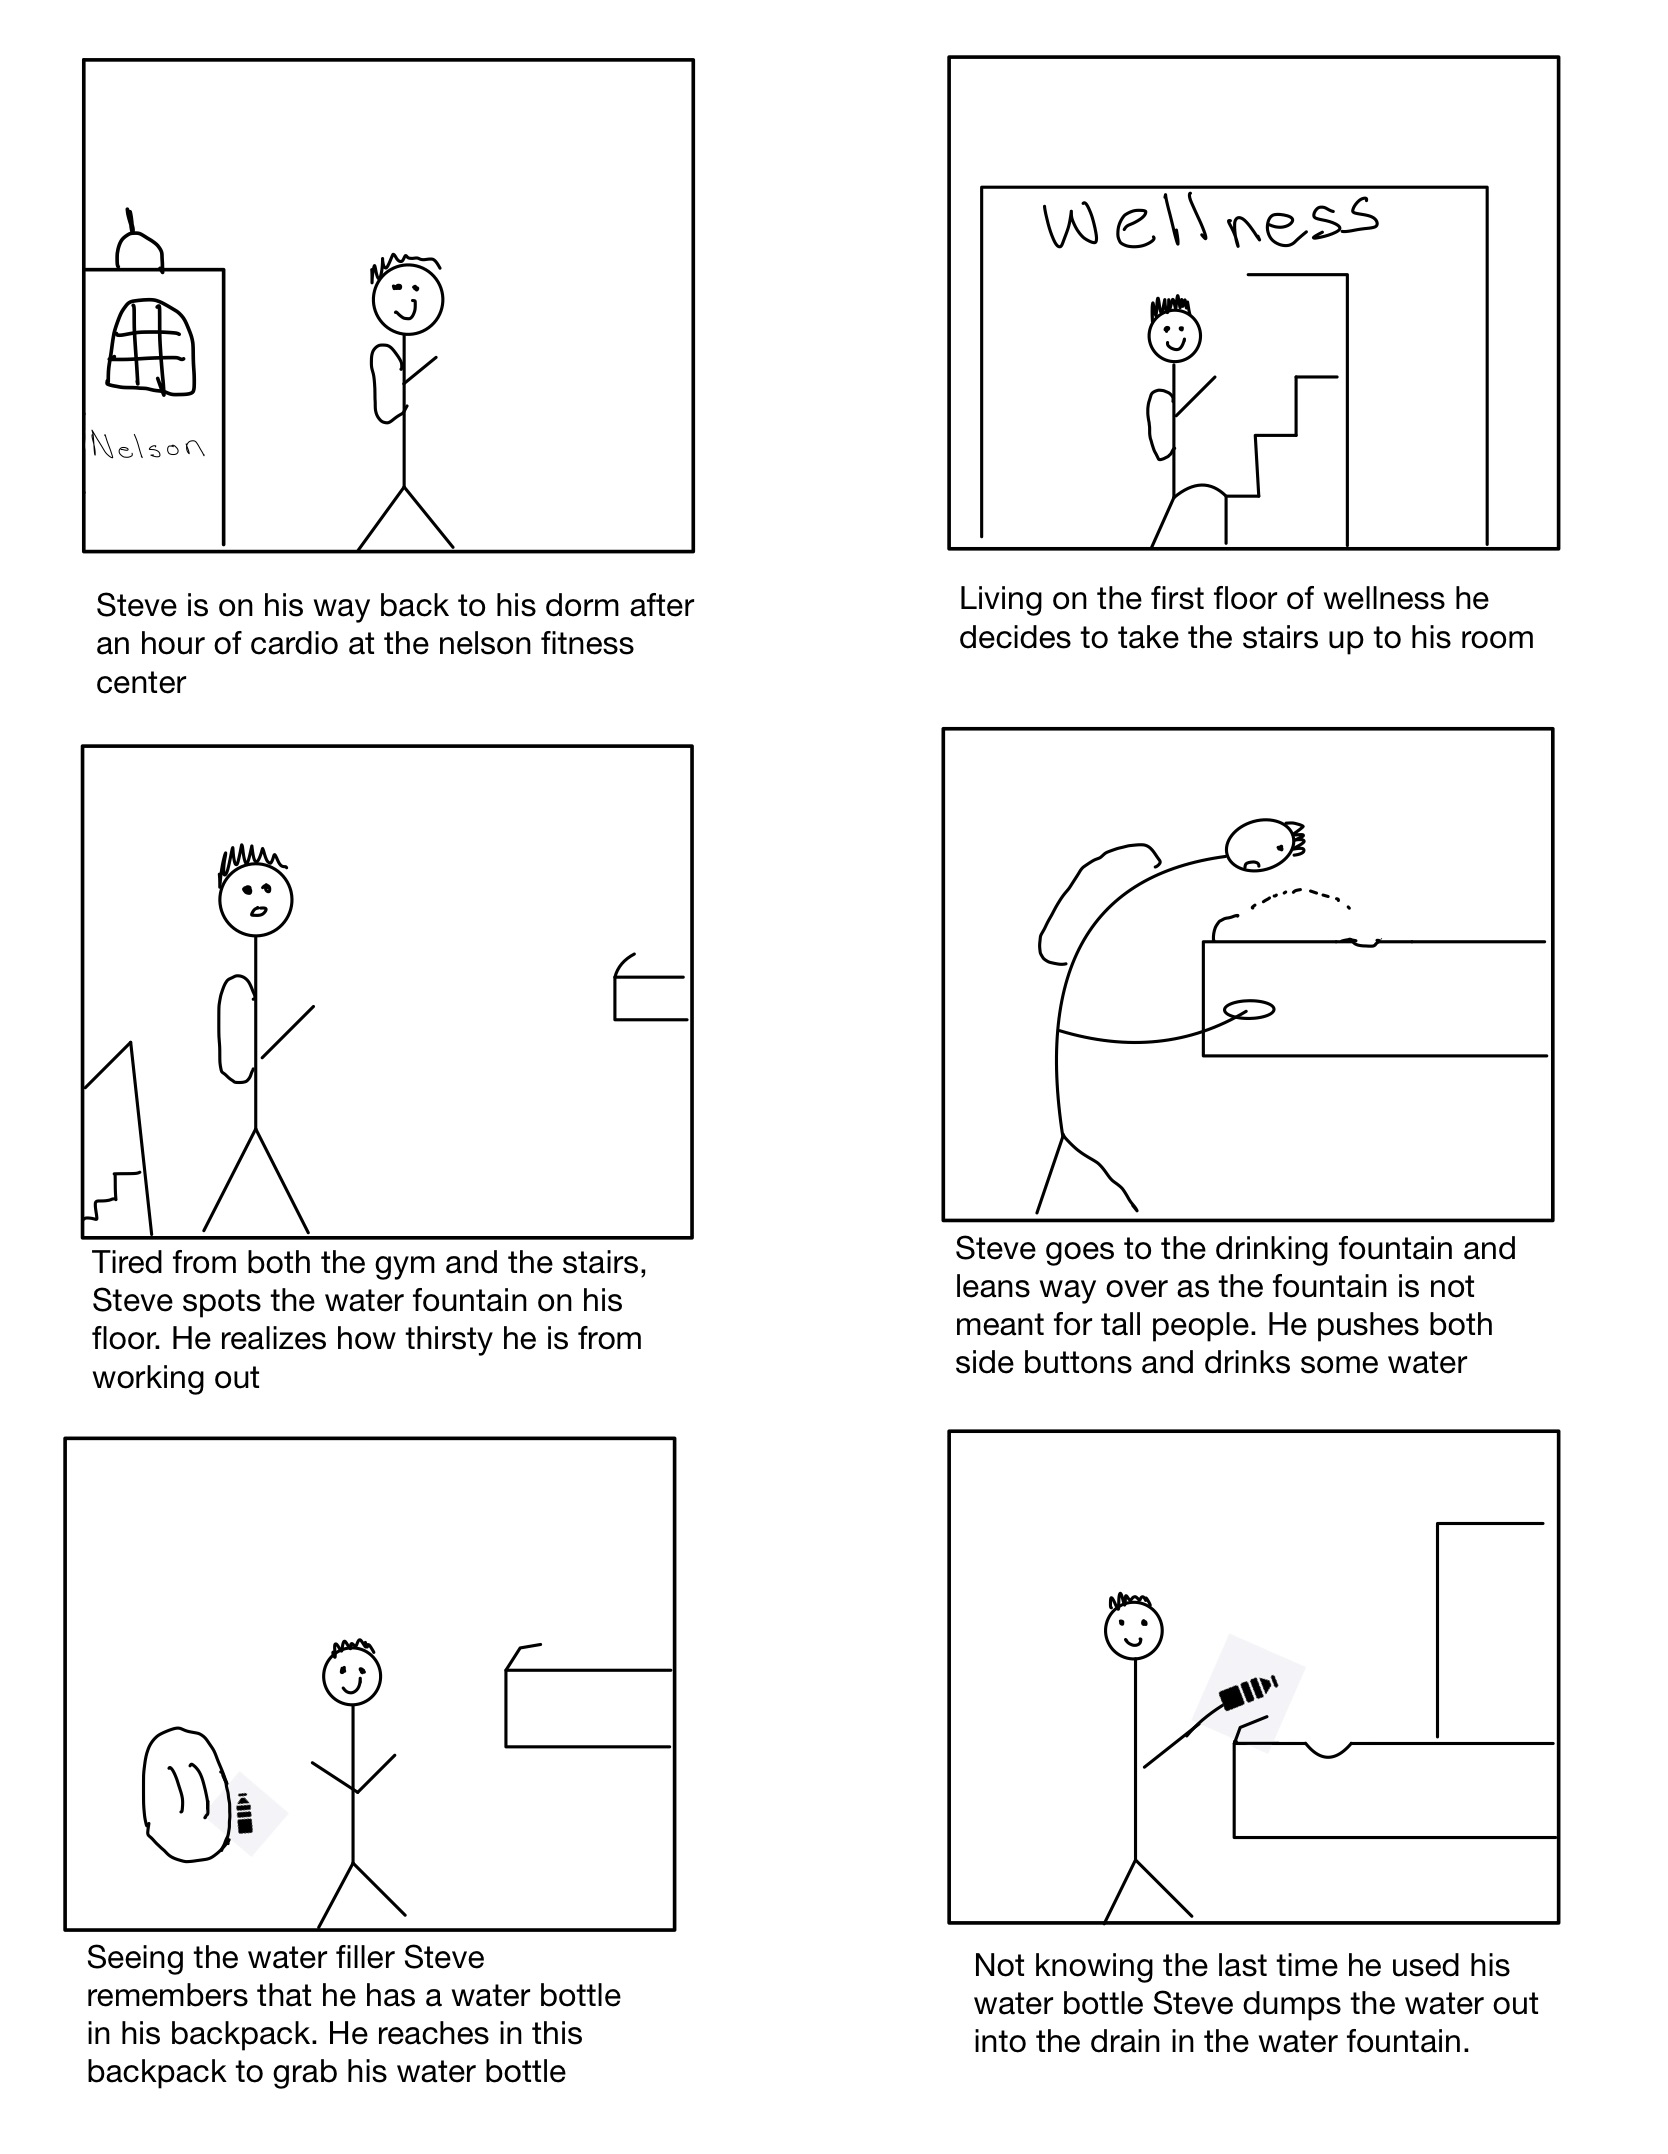 Nelson
Steve is on his way back to his dorm after
an hour of cardio at the nelson fitness
center
Wellness
Living on the first floor of wellness he
decides to take the stairs up to his room
Tired from both the gym and the stairs,
Steve spots the water fountain on his
floor. He realizes how thirsty he is from
working out
Steve goes to the drinking fountain and
leans way over as the fountain is not
meant for tall people. He pushes both
side buttons and drinks some water
Seeing the water filler Steve
remembers that he has a water bottle
in his backpack. He reaches in this
backpack to grab his water bottle
Not knowing the last time he used his
water bottle Steve dumps the water out
into the drain in the water fountain.